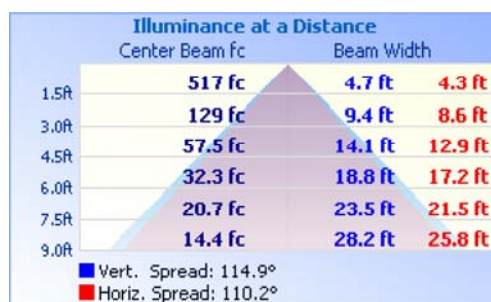 Illuminance at a Distance
Center Beam fc Beam Width
1.5ft 517 fc 4.7 ft 4.3 ft
3.0ft 129 fc 9.4 ft 8.6 ft
4.5ft 57.5 fc 14.1 ft 12.9 ft
6.0ft 32.3 fc 18.8 ft 17.2 ft
7.5ft 20.7 fc 23.5 ft 21.5 ft
9.0ft 14.4 fc 28.2 ft 25.8 ft
Vert. Spread: 114.9°
Horiz. Spread: 110.2°